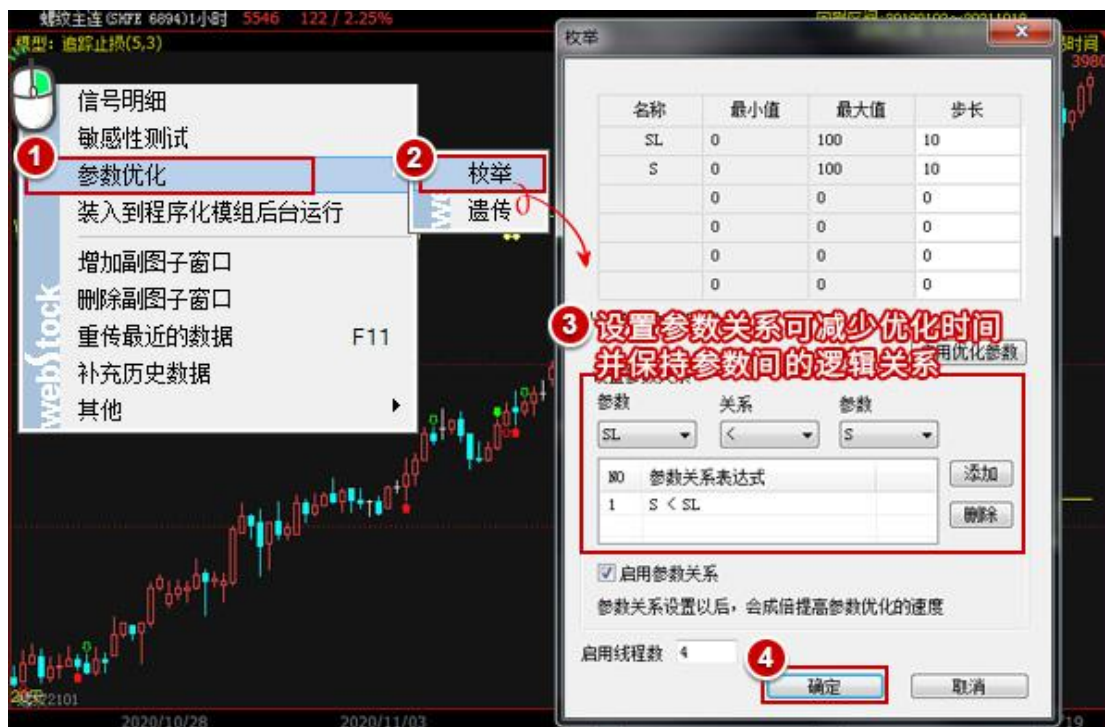 螺纹主连(SHFE 6894)1小时 5546 122 / 2.25%
模型：追踪止损(5,3)
3980
信号明细
敏感性测试
1
参数优化
装入到程序化模组后台运行
增加副图子窗口
删除副图子窗口
重传最近的数据 F11
补充历史数据
其他
webstock
2
枚举
遗传
枚举
名称 最小值 最大值 步长
SL 0 100 10
S 0 100 10
0 0 0
0 0 0
0 0 0
0 0 0
3 设置参数关系可减少优化时间
并保持参数间的逻辑关系
用优化参数
参数 关系 参数
SL < S
NO 参数关系表达式
1 S < SL
添加
删除
启用参数关系
参数关系设置以后，会成倍提高参数优化的速度
启用线程数 4
4
确定 取消
2020/10/28 2020/11/03
19